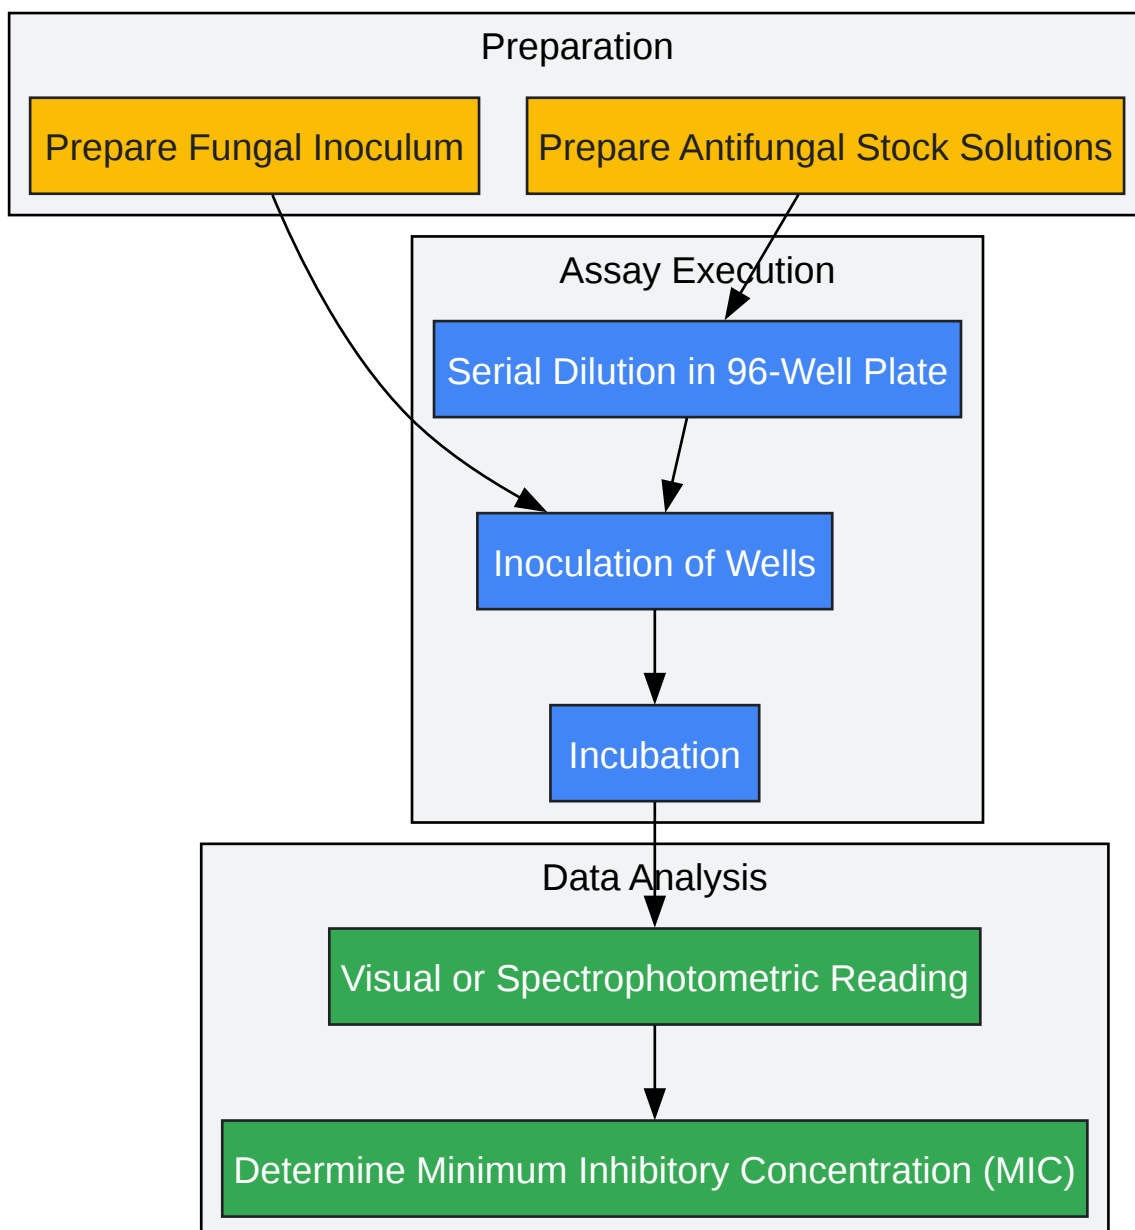 Preparation
Prepare Fungal Inoculum
Prepare Antifungal Stock Solutions
Assay Execution
Serial Dilution in 96-Well Plate
Inoculation of Wells
Incubation
Data Analysis
Visual or Spectrophotometric Reading
Determine Minimum Inhibitory Concentration (MIC)